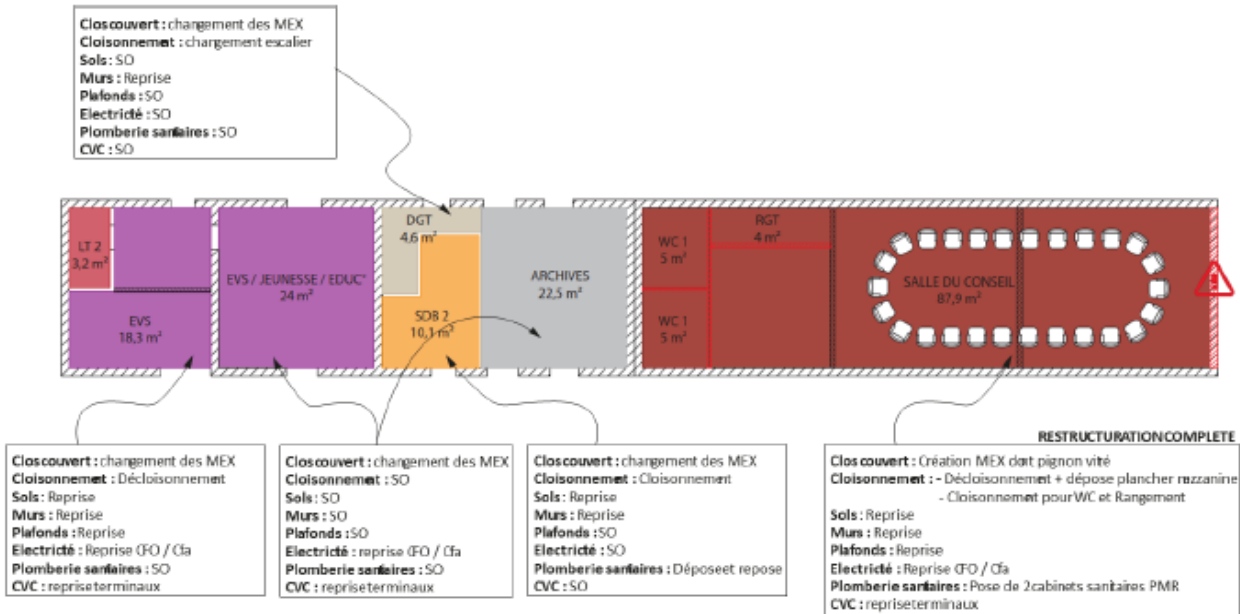 Closcouvert : changement des MEX
Cloisonnement : changement escalier
Sols : SO
Murs : Reprise
Plafonds : SO
Electricté : SO
Plomberie sanitaires : SO
CVC : SO
LT 2
3,2 m²
EVS
18,3 m²
EVS / JEUNESSE / EDUC°
24 m²
DGT
4,6 m²
SDB 2
10,1 m²
ARCHIVES
22,5 m²
WC 1
5 m²
WC 1
5 m²
RGT
4 m²
SALLE DU CONSEIL
87,9 m²
Closcouvert : changement des MEX
Cloisonnement : Décloisonnement
Sols : Reprise
Murs : Reprise
Plafonds : Reprise
Electricté : Reprise CFO / Cfa
Plomberie sanitaires : SO
CVC : reprise terminaux
Closcouvert : changement des MEX
Cloisonnement : SO
Sols : SO
Murs : SO
Plafonds : SO
Electricté : reprise CFO / Cfa
Plomberie sanitaires : SO
CVC : reprise terminaux
Closcouvert : changement des MEX
Cloisonnement : Cloisonnement
Sols : Reprise
Murs : Reprise
Plafonds : SO
Electricté : SO
Plomberie sanitaires : Dépose et repose
CVC : SO
RESTRUCTURATION COMPLETE
Clos couvert : Création MEX dont pignon vitré
Cloisonnement : - Décloisonnement + dépose plancher mezzanine
- Cloisonnement pour WC et Rangement
Sols : Reprise
Murs : Reprise
Plafonds : Reprise
Electricté : Reprise CFO / Cfa
Plomberie sanitaires : Pose de 2 cabinets sanitaires PMR
CVC : reprise terminaux